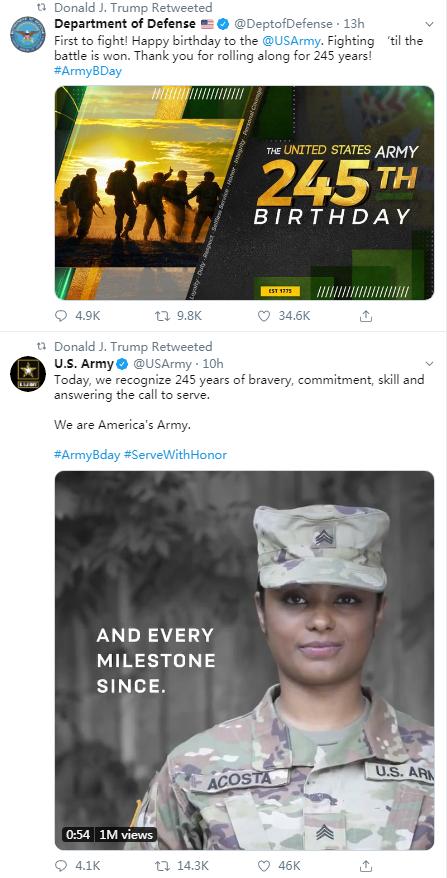 Donald J. Trump Retweeted
Department of Defense 🇺🇸 @DeptofDefense · 13h
First to fight! Happy birthday to the @USArmy. Fighting ’til the
battle is won. Thank you for rolling along for 245 years!
#ArmyBDay
Loyalty · Duty · Respect · Selfless Service · Honor · Integrity · Personal Courage
THE UNITED STATES ARMY
245TH
BIRTHDAY
EST 1775
4.9K 9.8K 34.6K
Donald J. Trump Retweeted
U.S. Army @USArmy · 10h
Today, we recognize 245 years of bravery, commitment, skill and
answering the call to serve.
We are America's Army.
#ArmyBday #ServeWithHonor
AND EVERY
MILESTONE
SINCE.
ACOSTA
U.S. ARM
0:54 1M views
4.1K 14.3K 46K